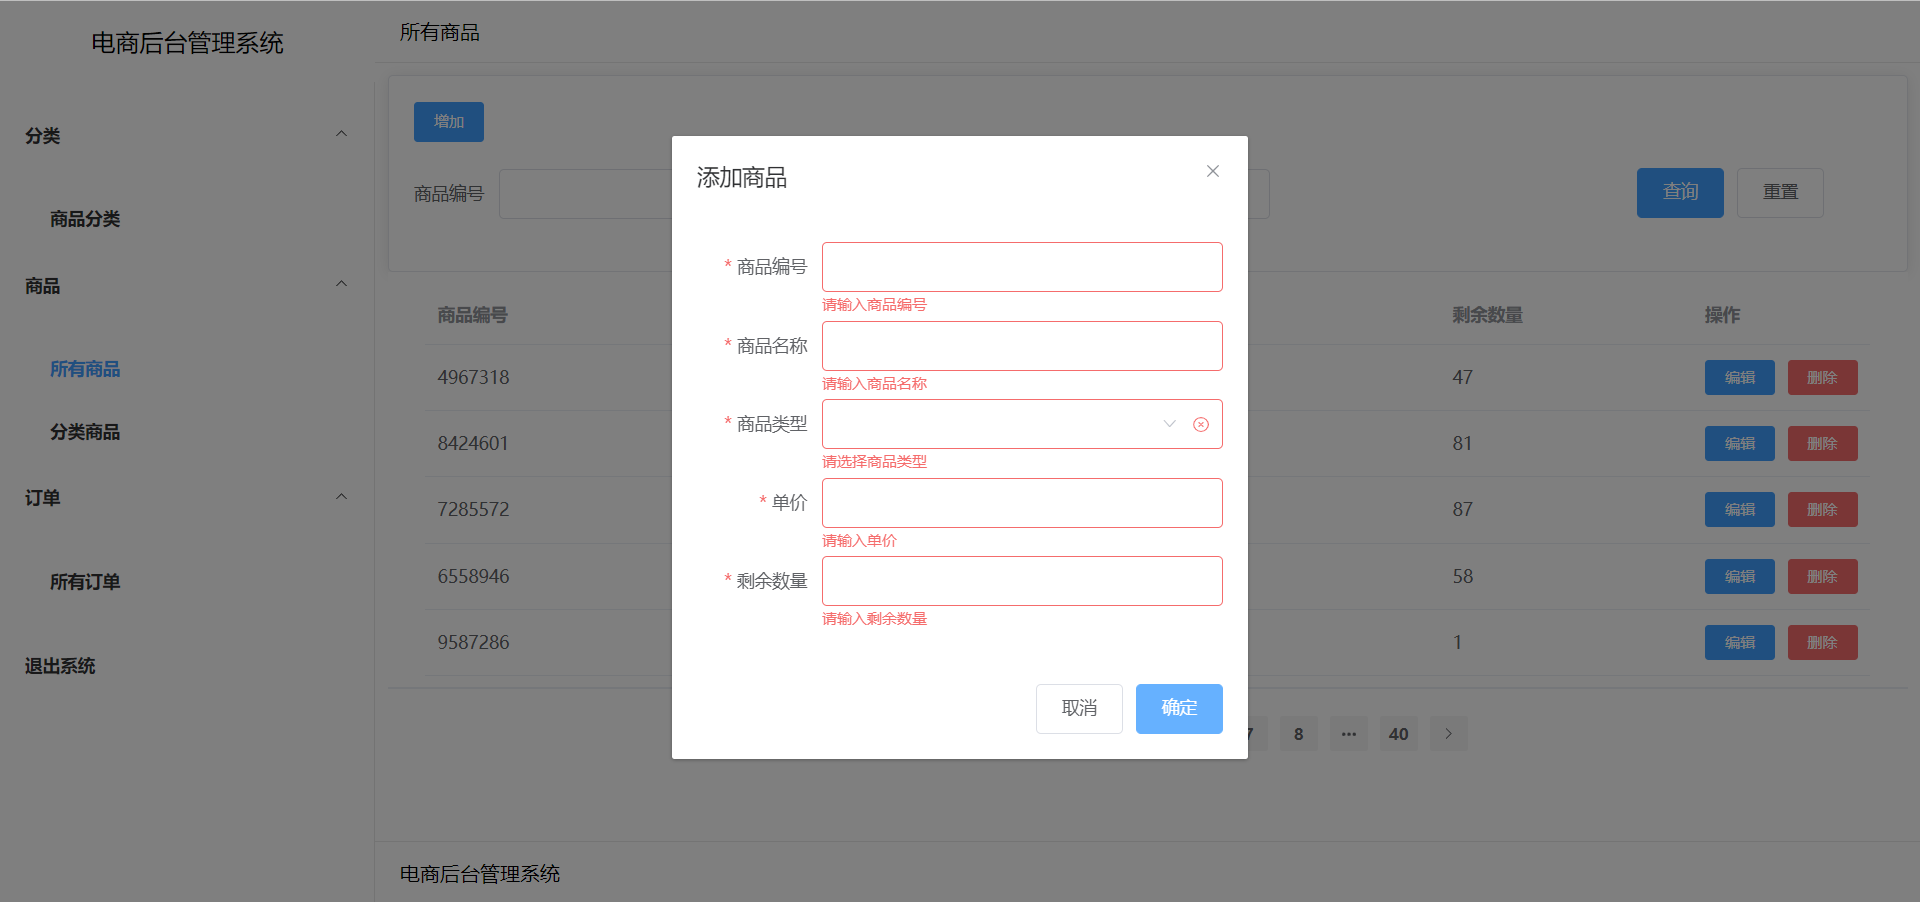 电商后台管理系统
分类
商品分类
商品
所有商品
分类商品
订单
所有订单
退出系统
所有商品
增加
商品编号
查询
重置
商品编号
剩余数量
操作
4967318
47
编辑
删除
8424601
81
编辑
删除
7285572
87
编辑
删除
6558946
58
编辑
删除
9587286
1
编辑
删除
7
8
•••
40
电商后台管理系统
添加商品
* 商品编号
请输入商品编号
* 商品名称
请输入商品名称
* 商品类型
请选择商品类型
* 单价
请输入单价
* 剩余数量
请输入剩余数量
取消
确定